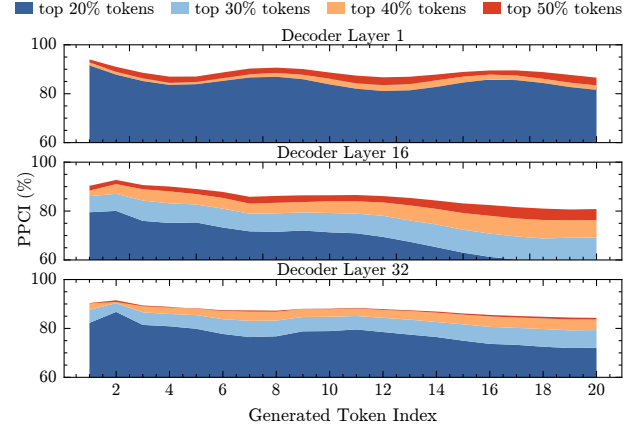 top 20% tokens top 30% tokens top 40% tokens top 50% tokens
Decoder Layer 1
100
80
60
Decoder Layer 16
100
80
60
Decoder Layer 32
100
80
60
PPCI (%)
2 4 6 8 10 12 14 16 18 20
Generated Token Index